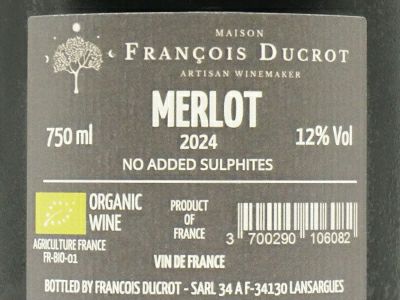 MAISON
FRANÇOIS DUCROT
ARTISAN WINEMAKER
MERLOT
750 ml 2024 12% Vol
NO ADDED SULPHITES
ORGANIC
WINE
AGRICULTURE FRANCE
FR-BIO-01
PRODUCT
OF
FRANCE
3 700290 106082
VIN DE FRANCE
BOTTLED BY FRANCOIS DUCROT - SARL 34 A F-34130 LANSARGUES